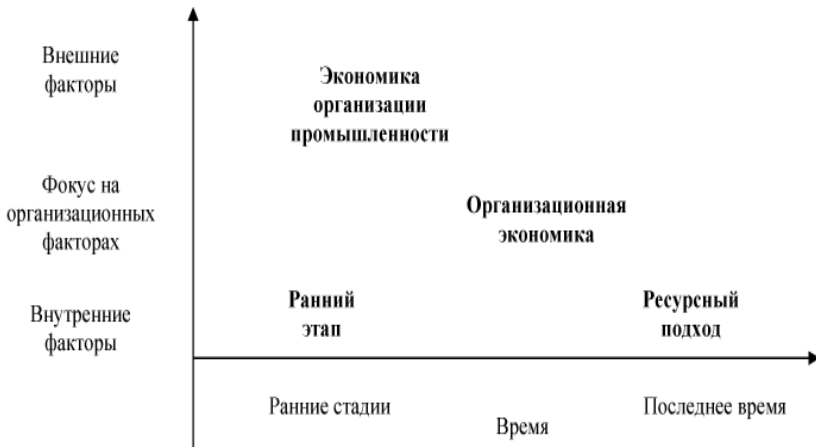 Внешние
факторы
Экономика
организации
промышленности
Фокус на
организационных
факторах
Организационная
экономика
Внутренние
факторы
Ранний
этап
Ресурсный
подход
Ранние стадии
Время
Последнее время